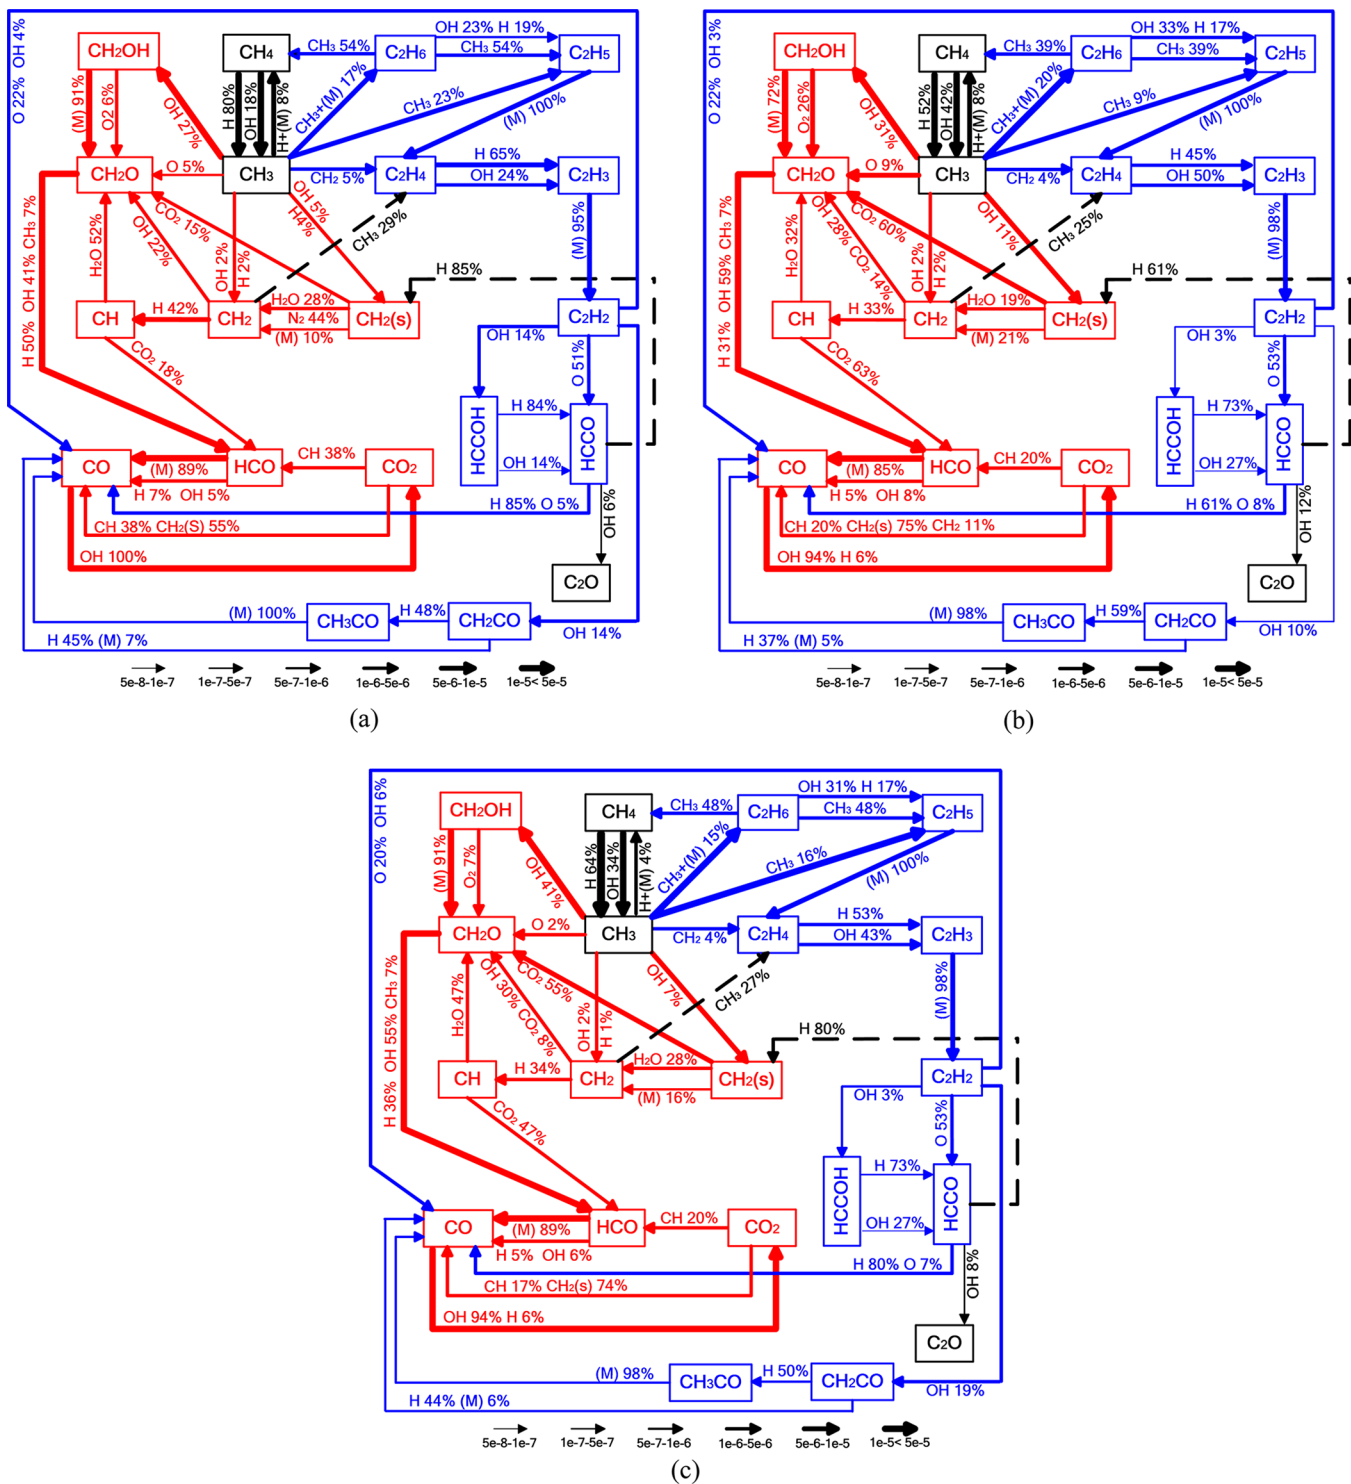 O 22% OH 4%
CH2OH
CH4
C2H6
C2H5
OH 23% H 19%
CH3 54%
CH3 54%
(M) 91%
O2 6%
OH 27%
H 80%
OH 18%
H+(M) 8%
CH3+(M) 17%
CH3 23%
(M) 100%
CH2O
O 5%
CH3
CH2 5%
C2H4
H 65%
OH 24%
C2H3
H 50% OH 41% CH3 7%
H2O 52%
OH 22%
CO2 15%
OH 2%
H 2%
OH 5%
H4%
CH3 29%
(M) 95%
H 85%
CH
H 42%
CH2
H2O 28%
N2 44%
(M) 10%
CH2(s)
C2H2
CO2 18%
OH 14%
O 51%
HCCOH
H 84%
OH 14%
HCCO
CO
(M) 89%
H 7% OH 5%
HCO
CH 38%
CO2
H 85% O 5%
OH 6%
CH 38% CH2(S) 55%
OH 100%
C2O
(M) 100%
CH3CO
H 48%
CH2CO
OH 14%
H 45% (M) 7%
5e-8-1e-7
1e-7-5e-7
5e-7-1e-6
1e-6-5e-6
5e-6-1e-5
1e-5< 5e-5
(a)
O 22% OH 3%
CH2OH
CH4
C2H6
C2H5
OH 33% H 17%
CH3 39%
CH3 39%
(M) 72%
O2 26%
OH 31%
H 52%
OH 42%
H+(M) 8%
CH3+(M) 20%
CH3 9%
(M) 100%
CH2O
O 9%
CH3
CH2 4%
C2H4
H 45%
OH 50%
C2H3
H 31% OH 59% CH3 7%
H2O 32%
OH 28% CO2 14%
CO2 60%
OH 2%
H 2%
OH 11%
CH3 25%
(M) 98%
H 61%
CH
H 33%
CH2
H2O 19%
(M) 21%
CH2(s)
C2H2
CO2 63%
OH 3%
O 53%
HCCOH
H 73%
OH 27%
HCCO
CO
(M) 85%
H 5% OH 8%
HCO
CH 20%
CO2
H 61% O 8%
OH 12%
CH 20% CH2(s) 75% CH2 11%
OH 94% H 6%
C2O
(M) 98%
CH3CO
H 59%
CH2CO
OH 10%
H 37% (M) 5%
5e-8-1e-7
1e-7-5e-7
5e-7-1e-6
1e-6-5e-6
5e-6-1e-5
1e-5< 5e-5
(b)
O 20% OH 6%
CH2OH
CH4
C2H6
C2H5
OH 31% H 17%
CH3 48%
CH3 48%
(M) 91%
O2 7%
OH 41%
H 64%
OH 34%
H+(M) 4%
CH3+(M) 15%
CH3 16%
(M) 100%
CH2O
O 2%
CH3
CH2 4%
C2H4
H 53%
OH 43%
C2H3
H 36% OH 55% CH3 7%
H2O 47%
OH 30% CO2 8%
CO2 55%
OH 2%
H 1%
OH 7%
CH3 27%
(M) 98%
H 80%
CH
H 34%
CH2
H2O 28%
(M) 16%
CH2(s)
C2H2
CO2 47%
OH 3%
O 53%
HCCOH
H 73%
OH 27%
HCCO
CO
(M) 89%
H 5% OH 6%
HCO
CH 20%
CO2
H 80% O 7%
OH 8%
CH 17% CH2(s) 74%
OH 94% H 6%
C2O
(M) 98%
CH3CO
H 50%
CH2CO
OH 19%
H 44% (M) 6%
5e-8-1e-7
1e-7-5e-7
5e-7-1e-6
1e-6-5e-6
5e-6-1e-5
1e-5< 5e-5
(c)